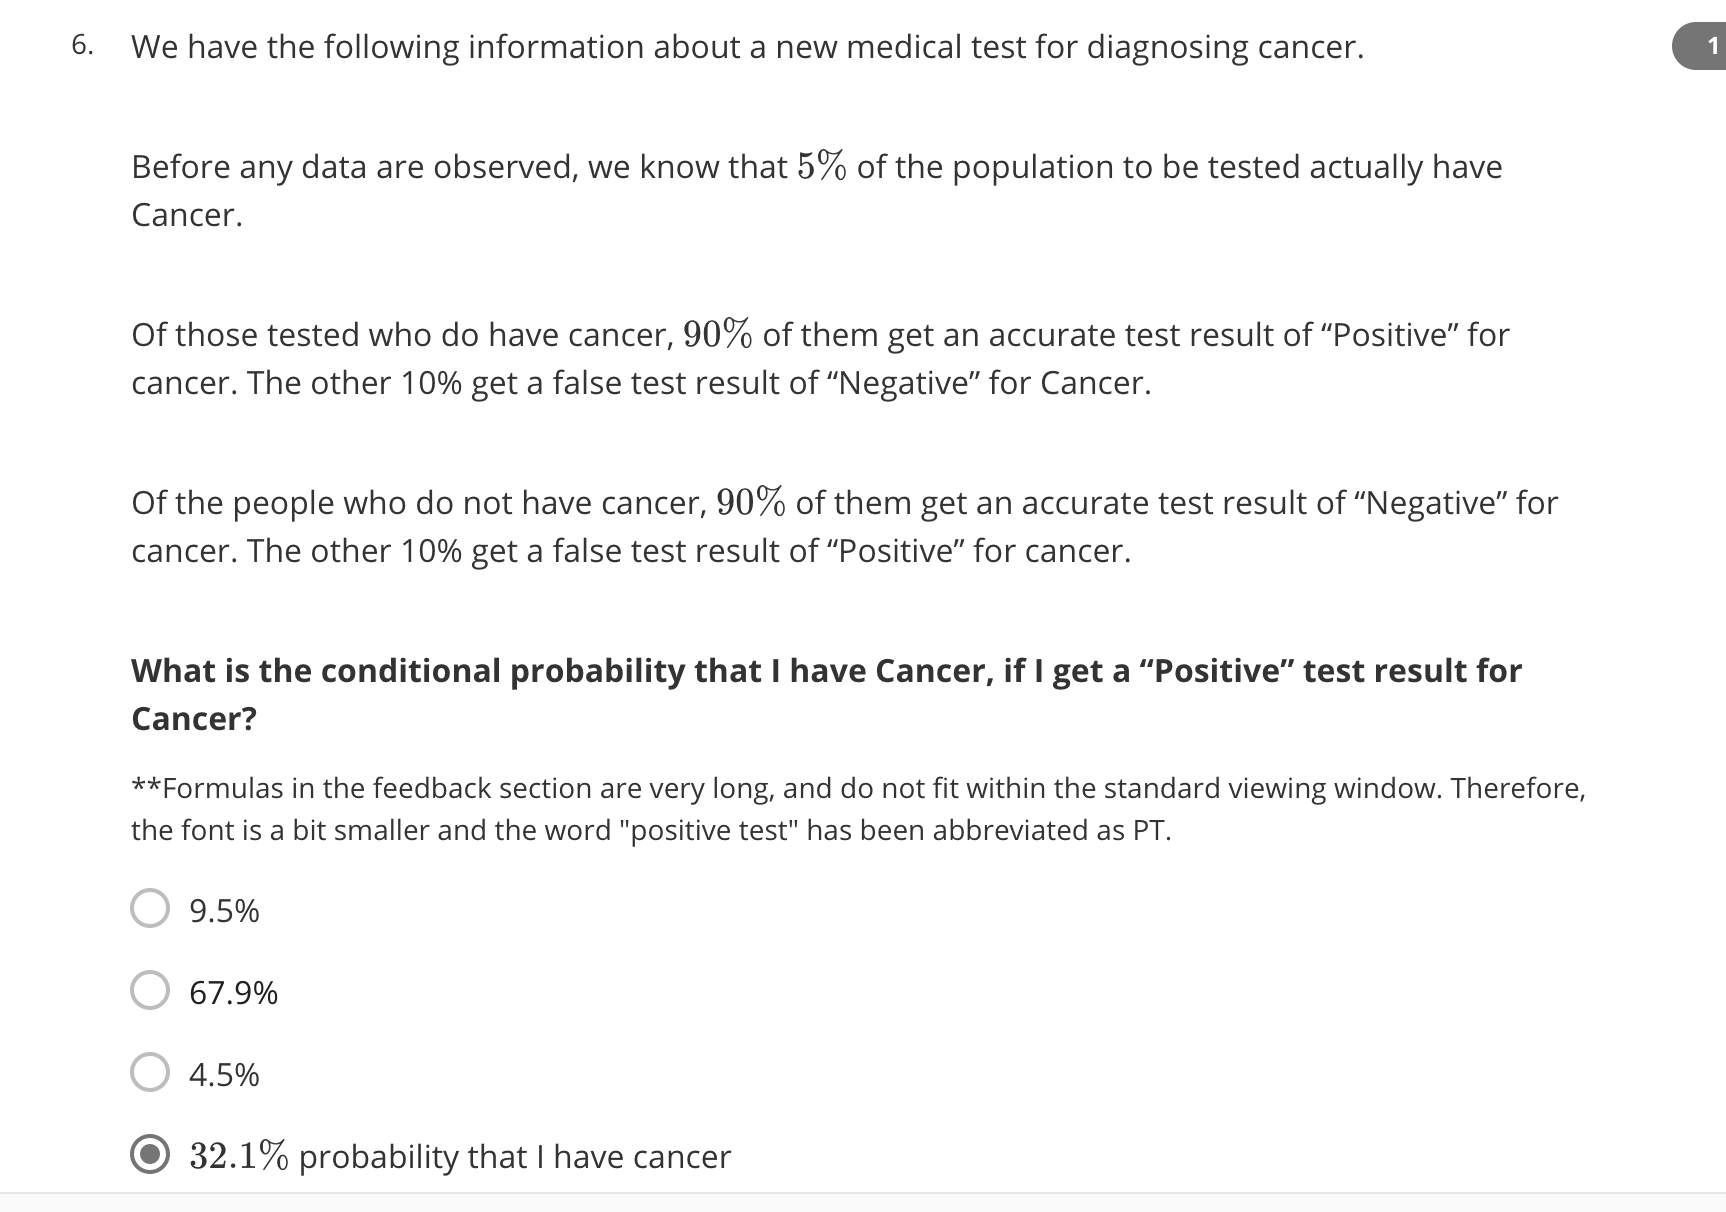 6. We have the following information about a new medical test for diagnosing cancer.
1
Before any data are observed, we know that 5% of the population to be tested actually have
Cancer.
Of those tested who do have cancer, 90% of them get an accurate test result of “Positive” for
cancer. The other 10% get a false test result of “Negative” for Cancer.
Of the people who do not have cancer, 90% of them get an accurate test result of “Negative” for
cancer. The other 10% get a false test result of “Positive” for cancer.
What is the conditional probability that I have Cancer, if I get a “Positive” test result for
Cancer?
**Formulas in the feedback section are very long, and do not fit within the standard viewing window. Therefore,
the font is a bit smaller and the word "positive test" has been abbreviated as PT.
9.5%
67.9%
4.5%
32.1% probability that I have cancer